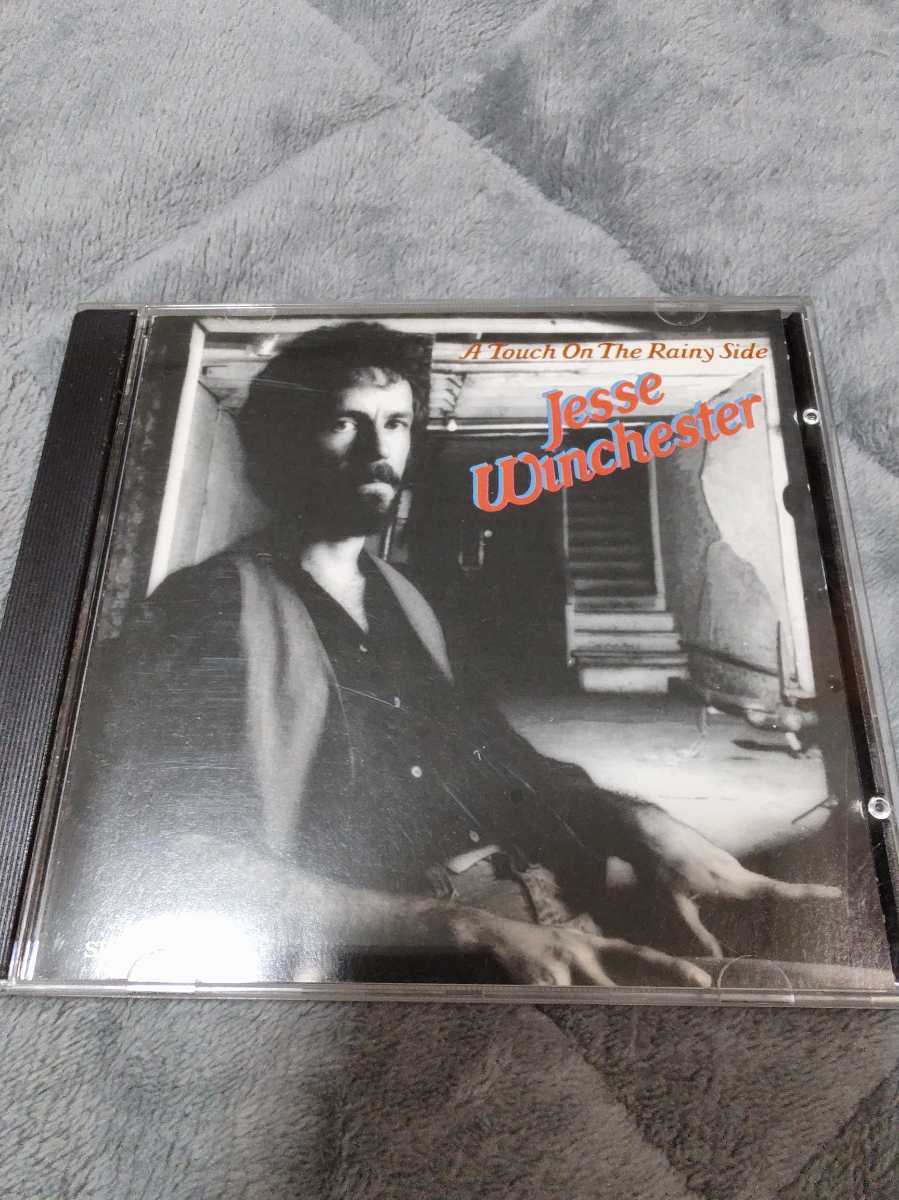 A Touch On The Rainy Side
Jesse
Winchester